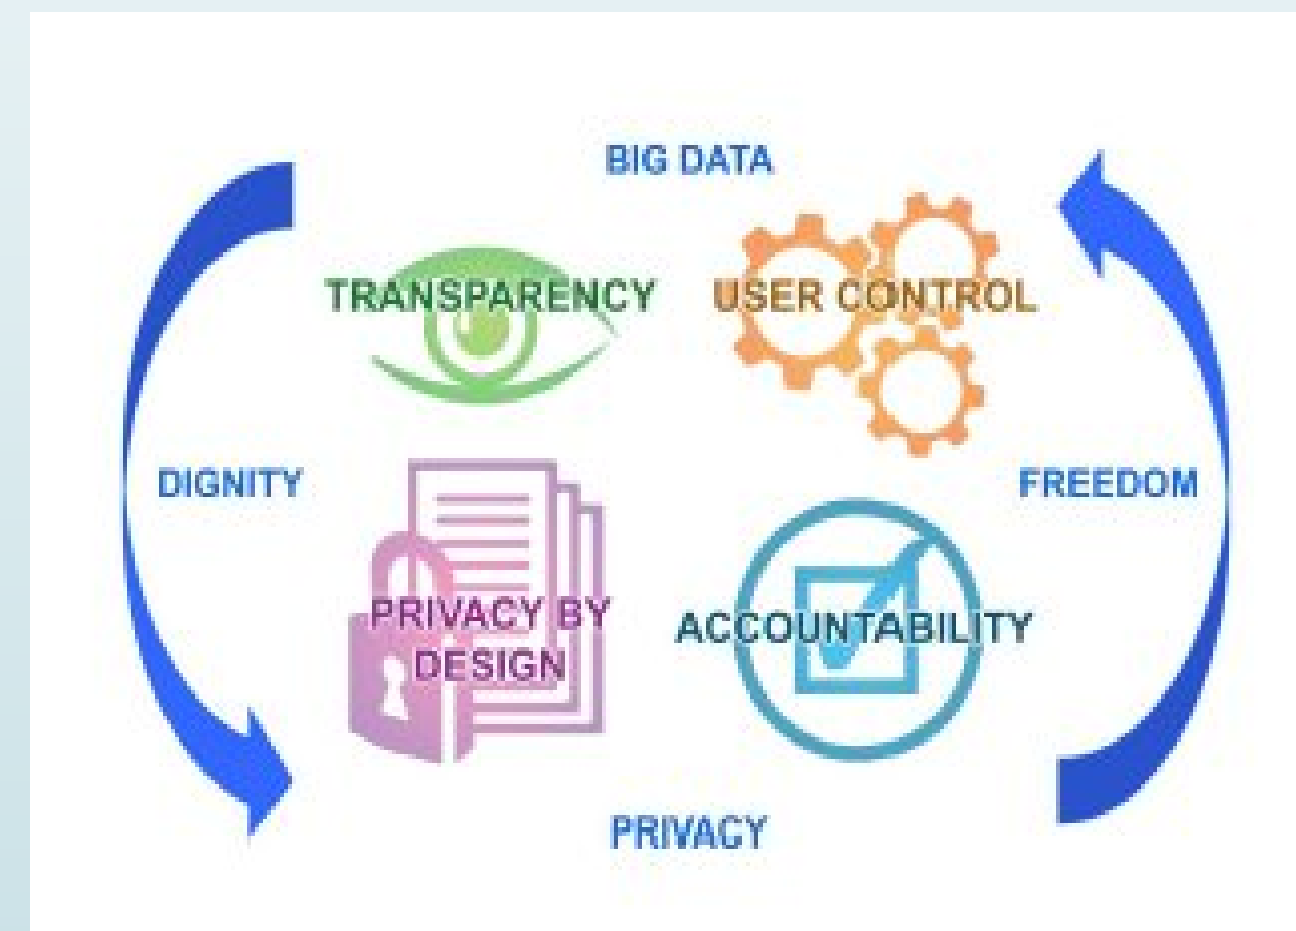 BIG DATA
TRANSPARENCY
USER CONTROL
DIGNITY
FREEDOM
PRIVACY BY
DESIGN
ACCOUNTABILITY
PRIVACY